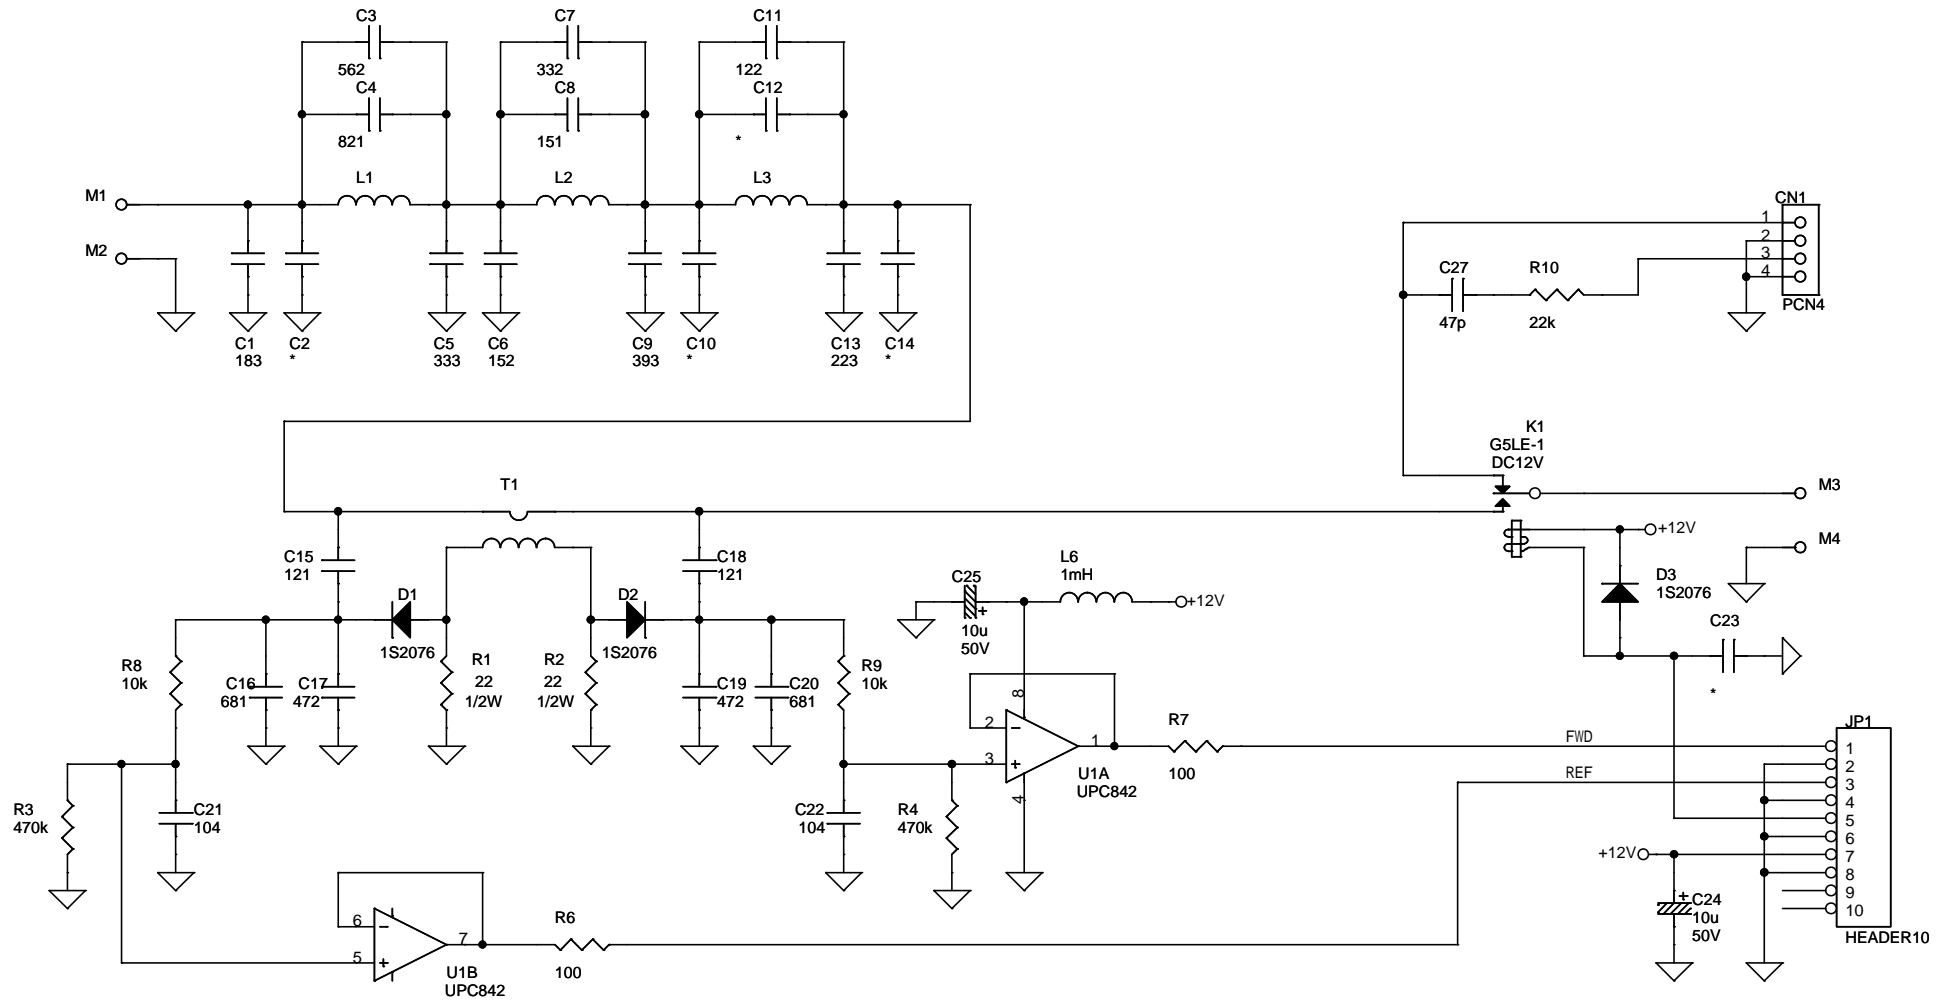 C3
562
C4
821
C7
332
C8
151
C11
122
C12
*
L1
L2
L3
M1
M2
C1
183
C2
*
C5
333
C6
152
C9
393
C10
*
C13
223
C14
*
CN1
1
2
3
4
PCN4
C27
47p
R10
22k
K1
G5LE-1
DC12V
M3
M4
+12V
D3
1S2076
C23
*
T1
C15
121
C18
121
D1
1S2076
D2
1S2076
R8
10k
C16
681
C17
472
R1
22
1/2W
R2
22
1/2W
C19
472
C20
681
R9
10k
C25
+
10u
50V
L6
1mH
+12V
8
2
-
3
+
1
4
U1A
UPC842
R7
100
FWD
REF
JP1
1
2
3
4
5
6
7
8
9
10
HEADER10
R3
470k
C21
104
C22
104
R4
470k
6
-
5
+
7
U1B
UPC842
R6
100
+12V
+
C24
10u
50V